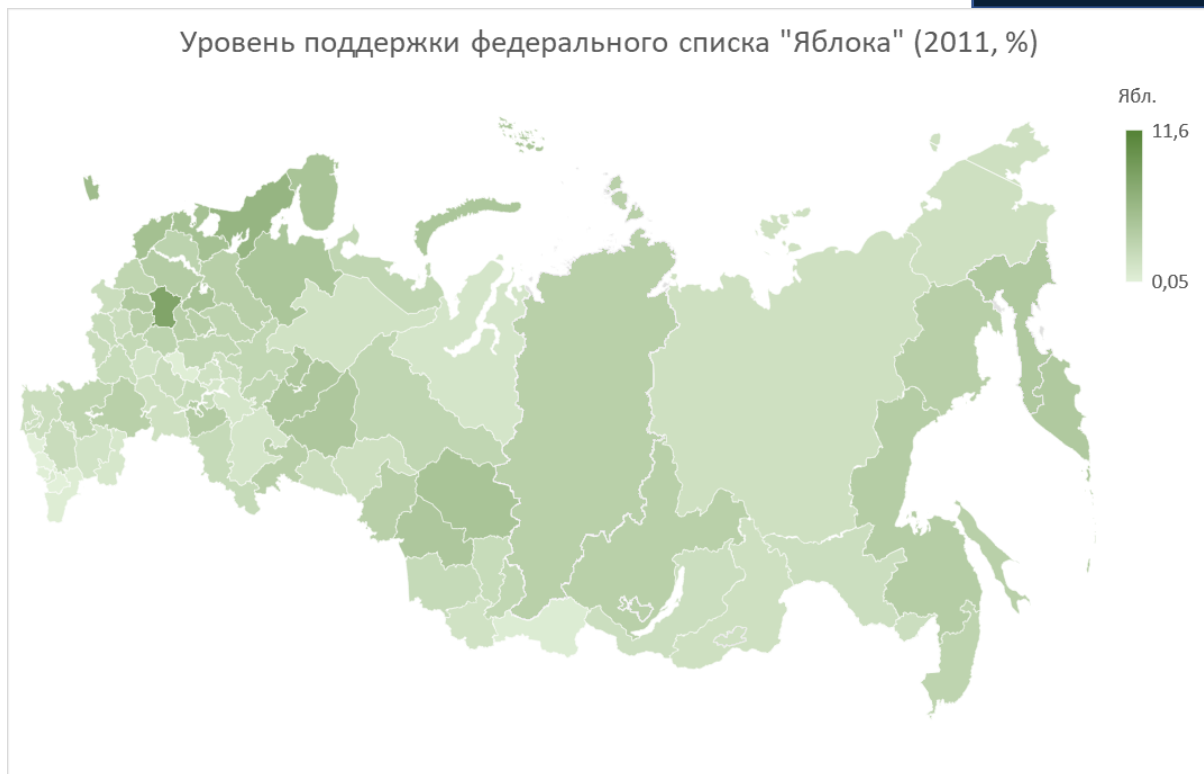 Уровень поддержки федерального списка "Яблока" (2011, %)
Ябл.
11,6
0,05